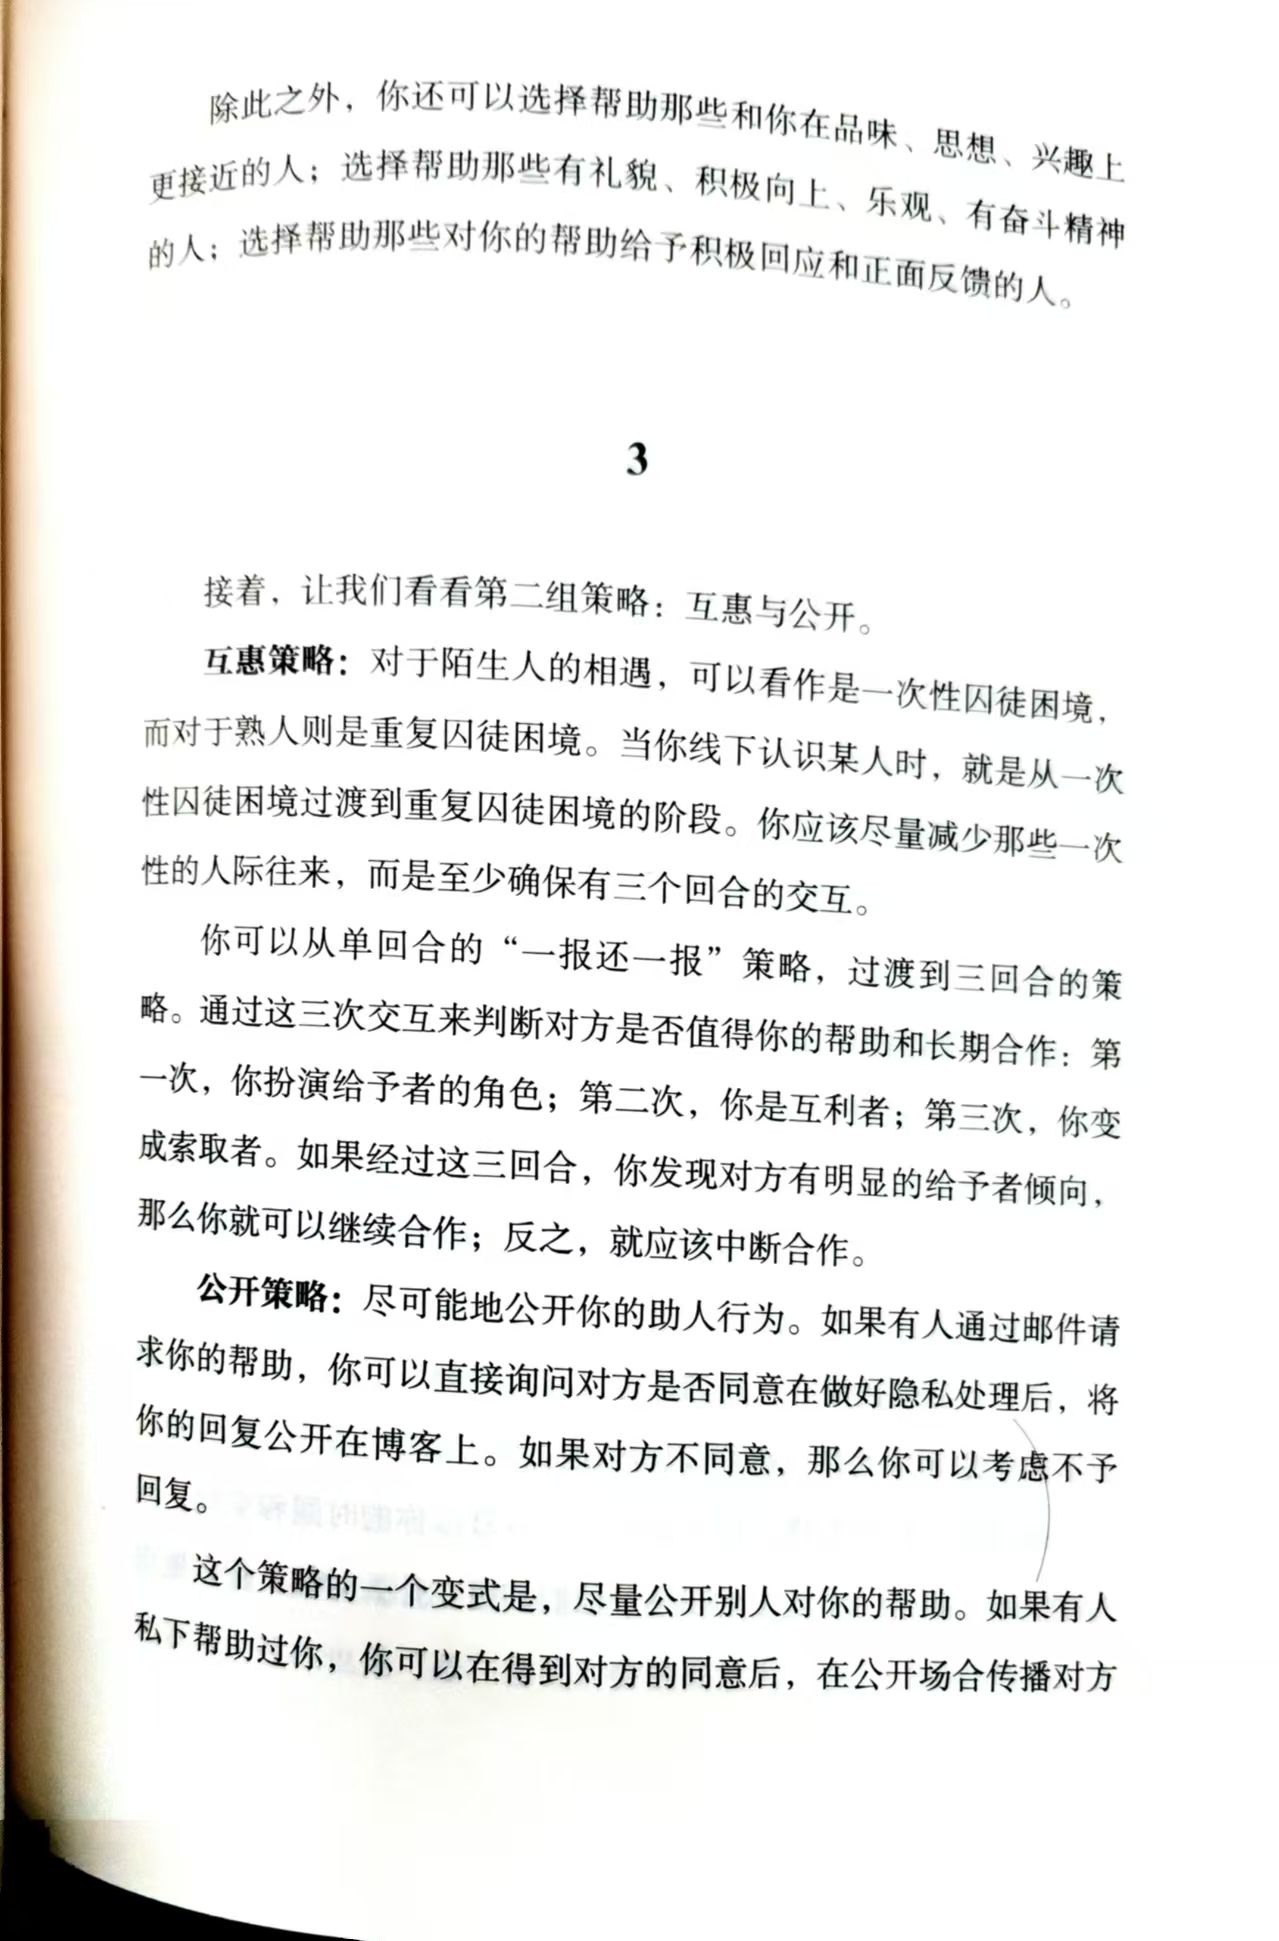 除此之外，你还可以选择帮助那些和你在品味、思想、兴趣上
更接近的人；选择帮助那些有礼貌、积极向上、乐观、有奋斗精神
的人；选择帮助那些对你的帮助给予积极回应和正面反馈的人。
3
接着，让我们看看第二组策略：互惠与公开。
互惠策略：对于陌生人的相遇，可以看作是一次性囚徒困境，
而对于熟人则是重复囚徒困境。当你线下认识某人时，就是从一次
性囚徒困境过渡到重复囚徒困境的阶段。你应该尽量减少那些一次
性的人际往来，而是至少确保有三个回合的交互。
你可以从单回合的“一报还一报”策略，过渡到三回合的策
略。通过这三次交互来判断对方是否值得你的帮助和长期合作：第
一次，你扮演给予者的角色；第二次，你是互利者；第三次，你变
成索取者。如果经过这三回合，你发现对方有明显的给予者倾向，
那么你就可以继续合作；反之，就应该中断合作。
公开策略：尽可能地公开你的助人行为。如果有人通过邮件请
求你的帮助，你可以直接询问对方是否同意在做好隐私处理后，将
你的回复公开在博客上。如果对方不同意，那么你可以考虑不予
回复。
这个策略的一个变式是，尽量公开别人对你的帮助。如果有人
私下帮助过你，你可以在得到对方的同意后，在公开场合传播对方